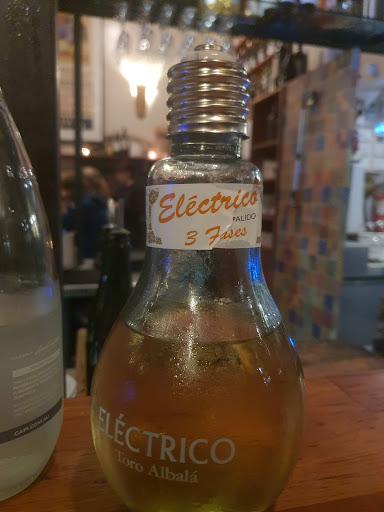 Eléctrico
PALIDO
3 Fases
ELÉCTRICO
Toro Albalá